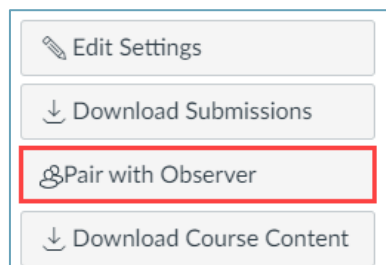 Edit Settings
Download Submissions
Pair with Observer
Download Course Content